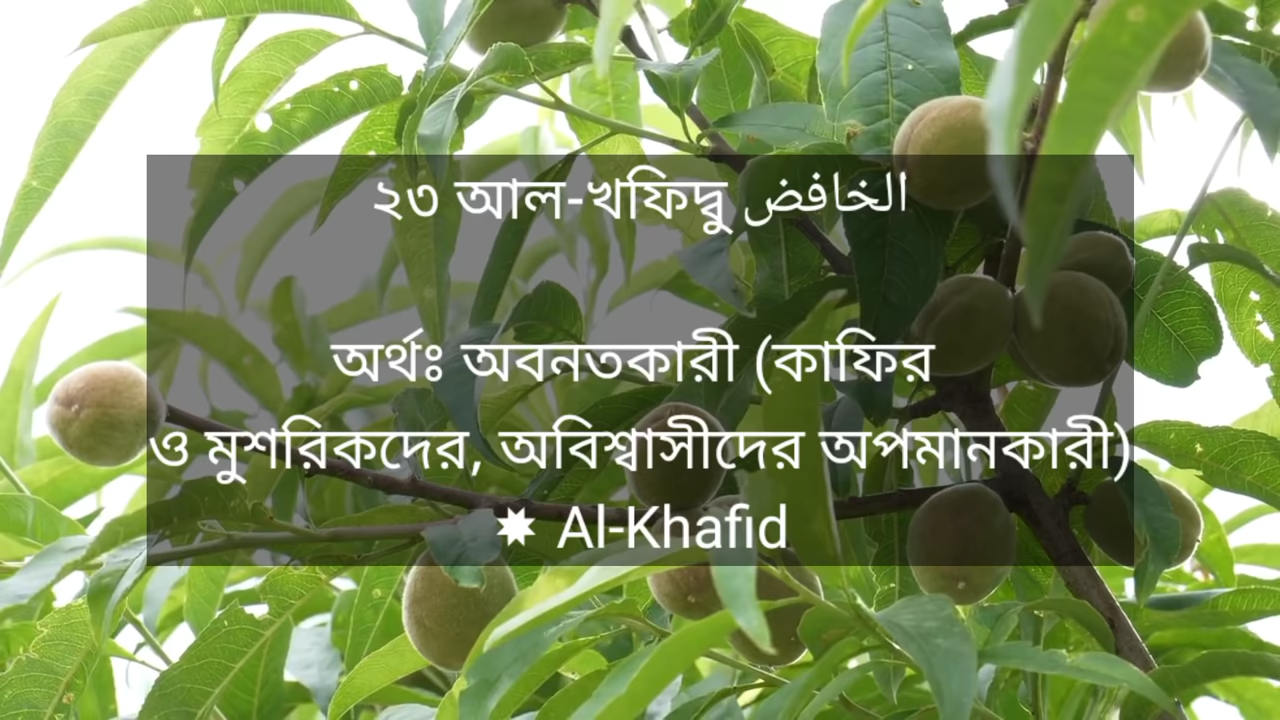 ২৩ আল-খফিদ্বু الخافض
অর্থঃ অবনতকারী (কাফির
ও মুশরিকদের, অবিশ্বাসীদের অপমানকারী)
✸ Al-Khafid